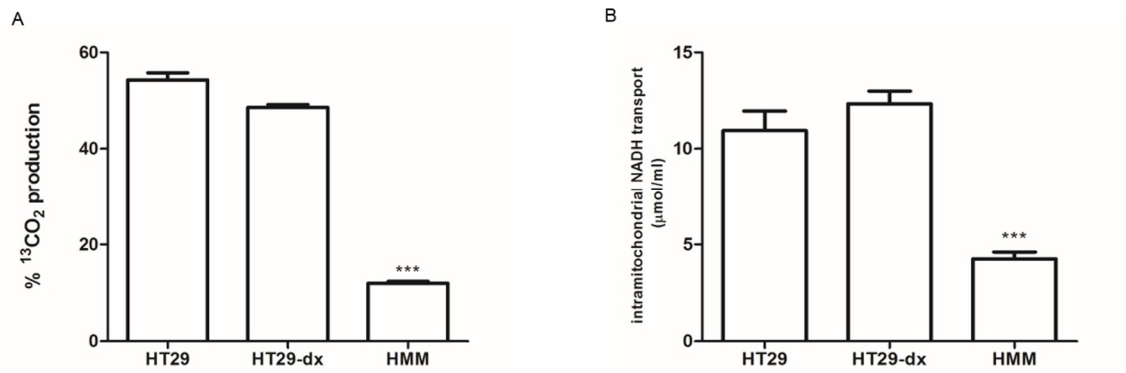 A
% ¹³CO₂ production
60
40
20
0
***
HT29 HT29-dx HMM
B
intramitochondrial NADH transport
(μmol/ml)
15
10
5
0
***
HT29 HT29-dx HMM